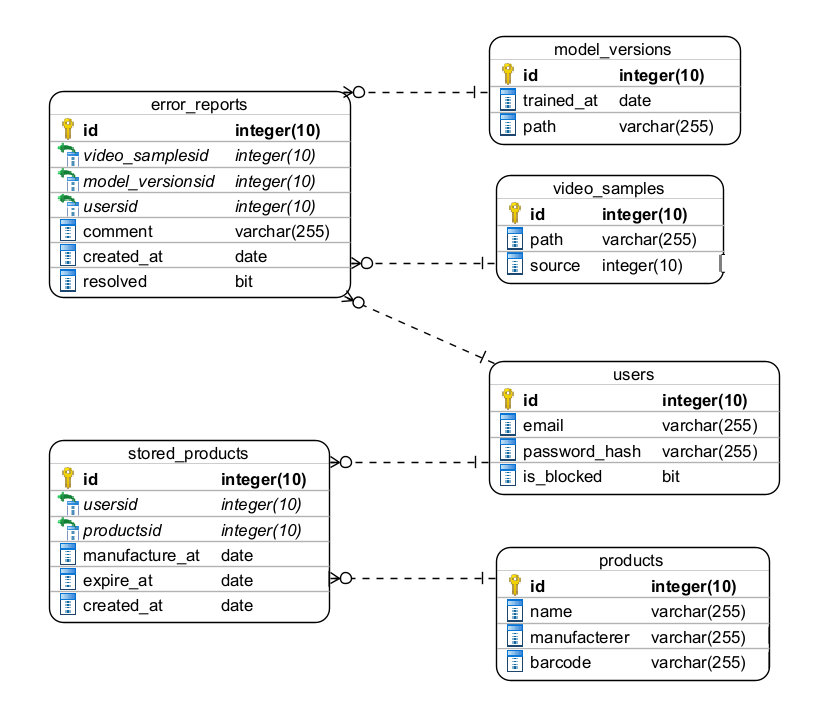 model_versions
id integer(10)
trained_at date
path varchar(255)
error_reports
id integer(10)
video_samplesid integer(10)
model_versionsid integer(10)
usersid integer(10)
comment varchar(255)
created_at date
resolved bit
video_samples
id integer(10)
path varchar(255)
source integer(10)
users
id integer(10)
email varchar(255)
password_hash varchar(255)
is_blocked bit
stored_products
id integer(10)
usersid integer(10)
productsid integer(10)
manufacture_at date
expire_at date
created_at date
products
id integer(10)
name varchar(255)
manufacterer varchar(255)
barcode varchar(255)